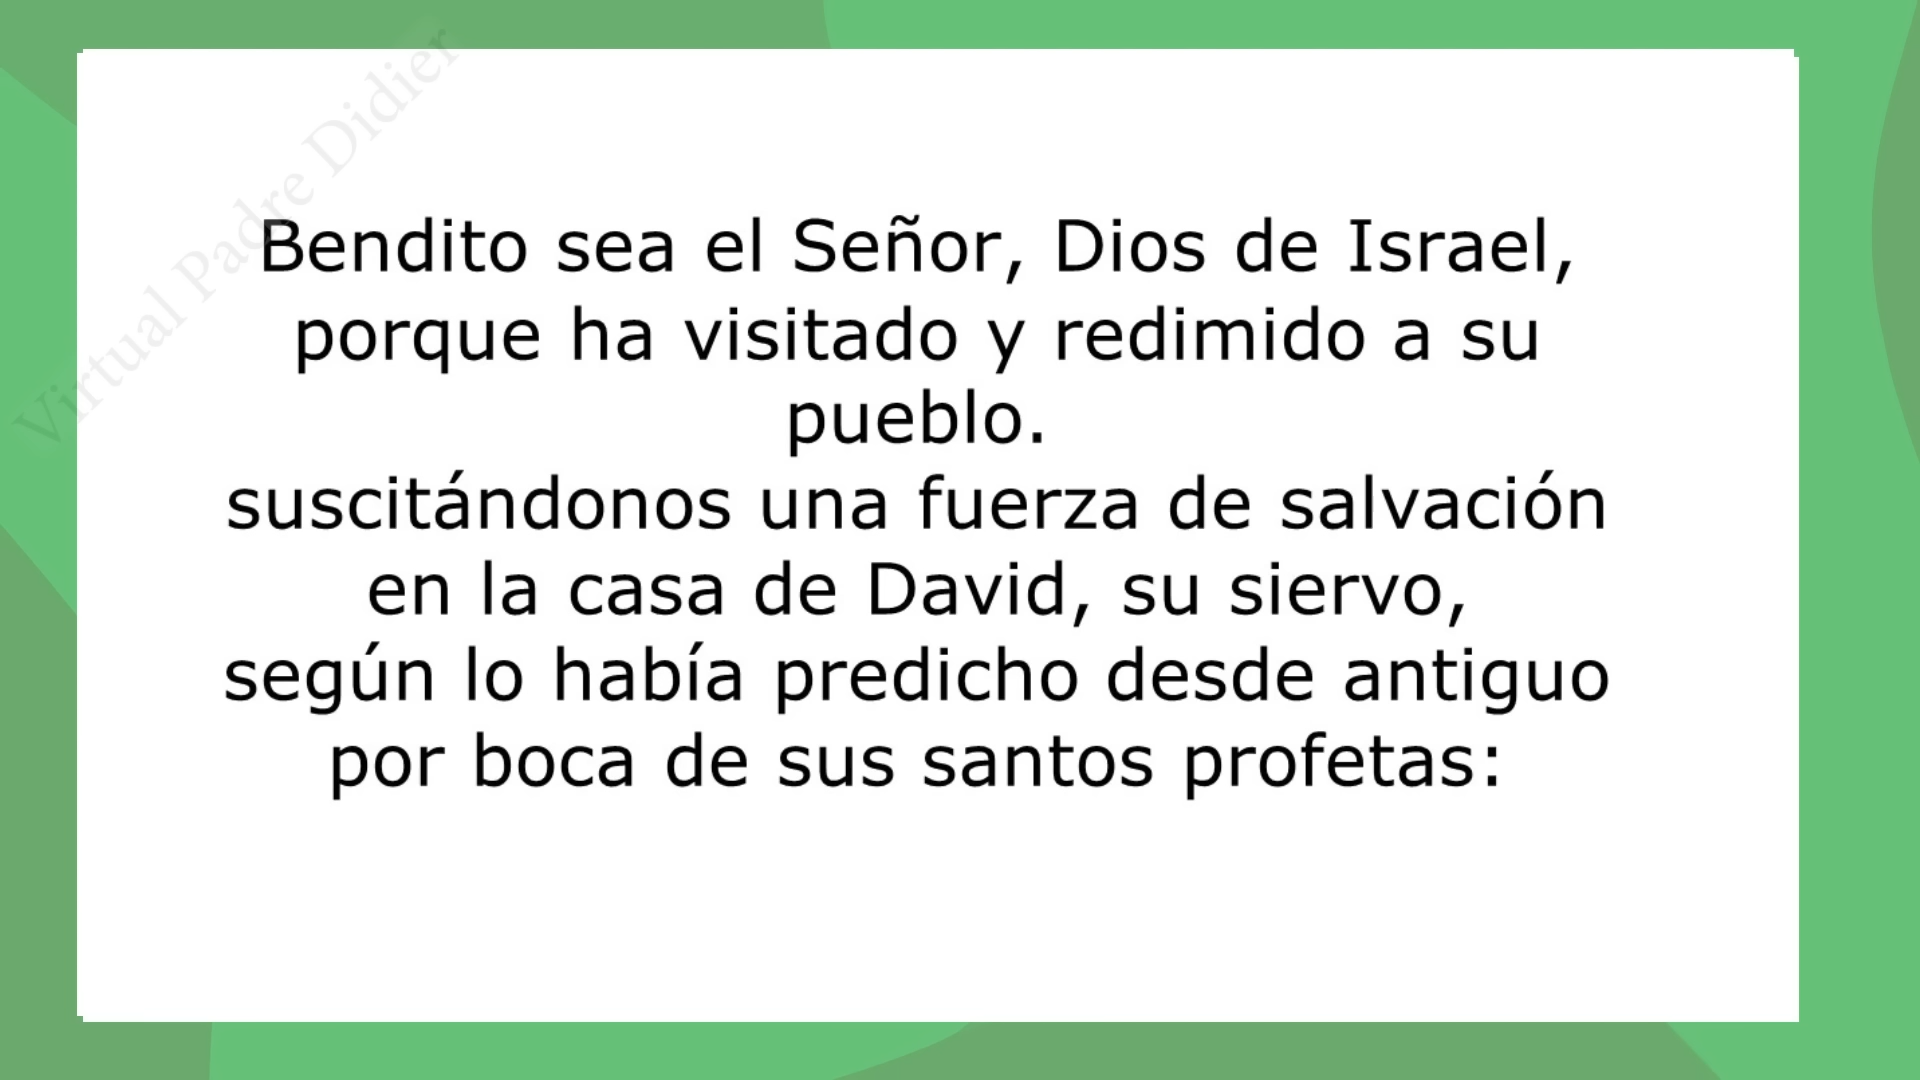 Virtual Padre Didier
Bendito sea el Señor, Dios de Israel,
porque ha visitado y redimido a su
pueblo.
suscitándonos una fuerza de salvación
en la casa de David, su siervo,
según lo había predicho desde antiguo
por boca de sus santos profetas: